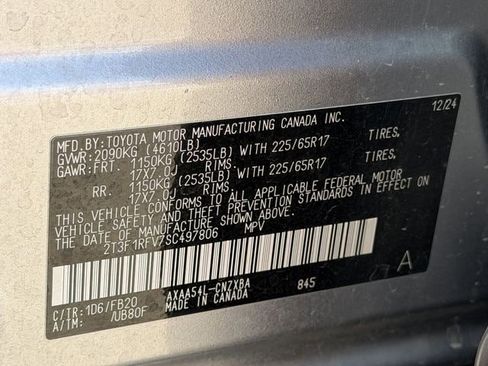 12/24
MFD.BY:TOYOTA MOTOR MANUFACTURING CANADA INC.
GVWR:2090KG (4610LB)
GAWR:FRT. 1150KG (2535LB) WITH 225/65R17 TIRES.
17X7.0J RIMS.
RR. 1150KG (2535LB) WITH 225/65R17 TIRES.
17X7.0J RIMS.
THIS VEHICLE CONFORMS TO ALL APPLICABLE FEDERAL MOTOR
VEHICLE SAFETY AND THEFT PREVENTION STANDARDS IN EFFECT ON
THE DATE OF MANUFACTURE SHOWN ABOVE.
2T3F1RFV7SC497806 MPV
A
C/TR:1D6/FB20 AXAA54L-CNZXBA 845
A/TM: /UB80F MADE IN CANADA